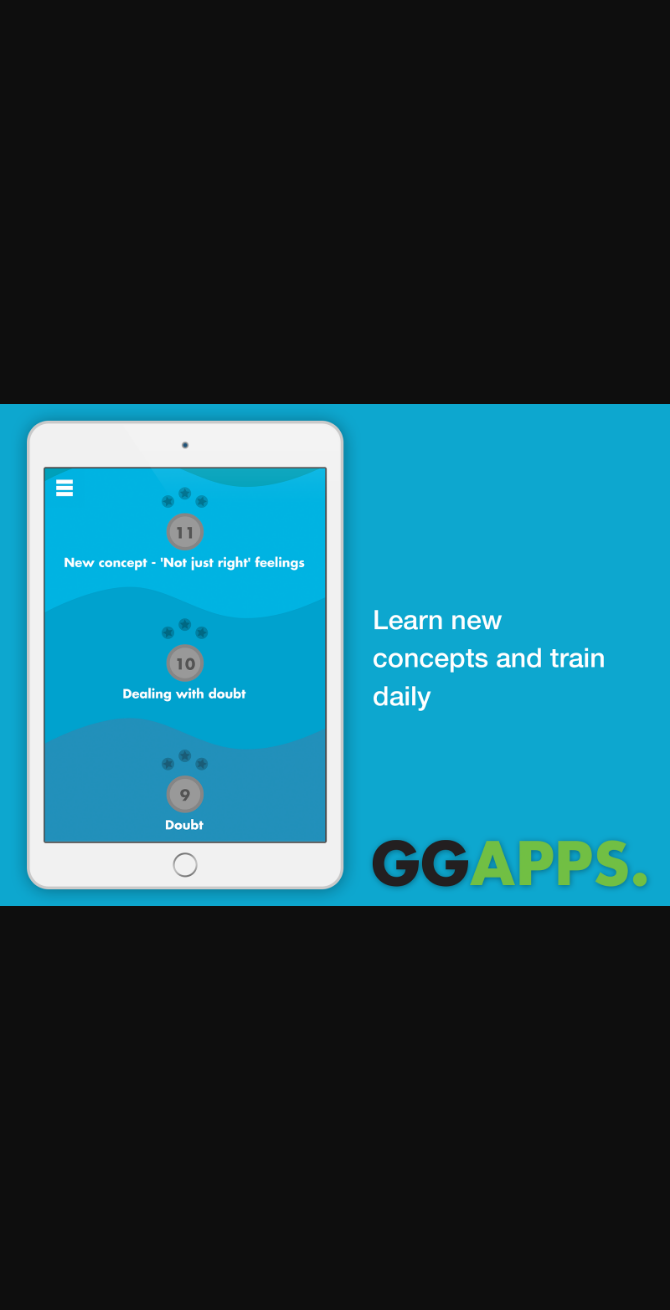 11
New concept - 'Not just right' feelings
10
Dealing with doubt
9
Doubt
Learn new
concepts and train
daily
GGAPPS.